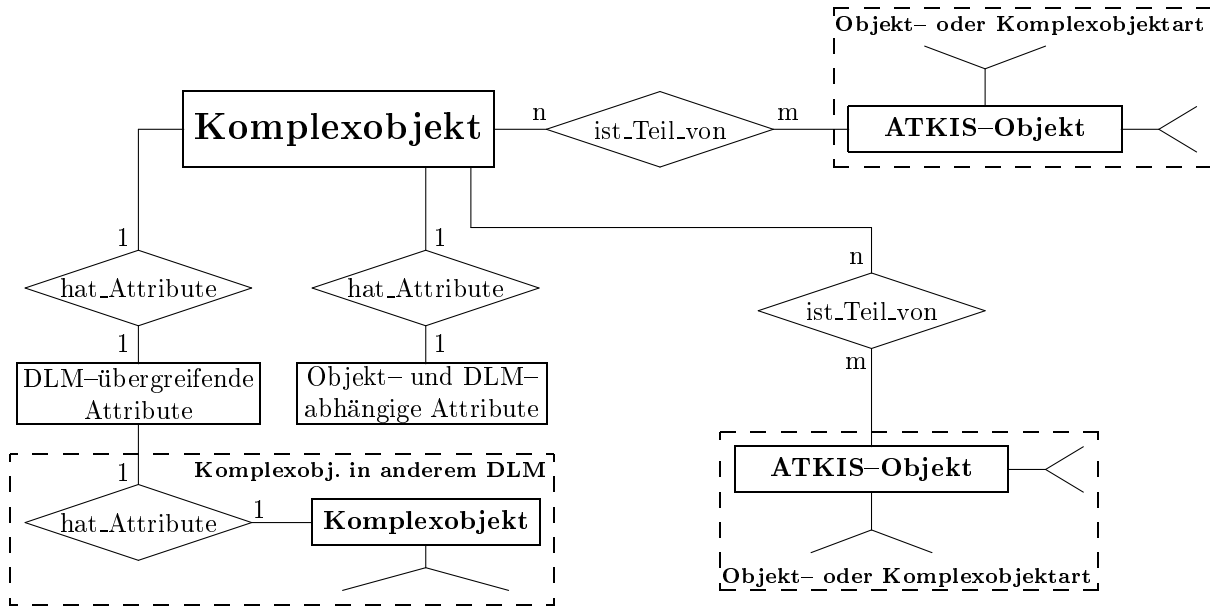 Objekt– oder Komplexobjektart
Komplexobjekt
n
ist_Teil_von
m
ATKIS–Objekt
1
hat_Attribute
1
DLM–übergreifende
Attribute
1
hat_Attribute
1
Objekt– und DLM–
abhängige Attribute
n
ist_Teil_von
m
ATKIS–Objekt
Objekt– oder Komplexobjektart
Komplexobj. in anderem DLM
1
hat_Attribute
1
Komplexobjekt